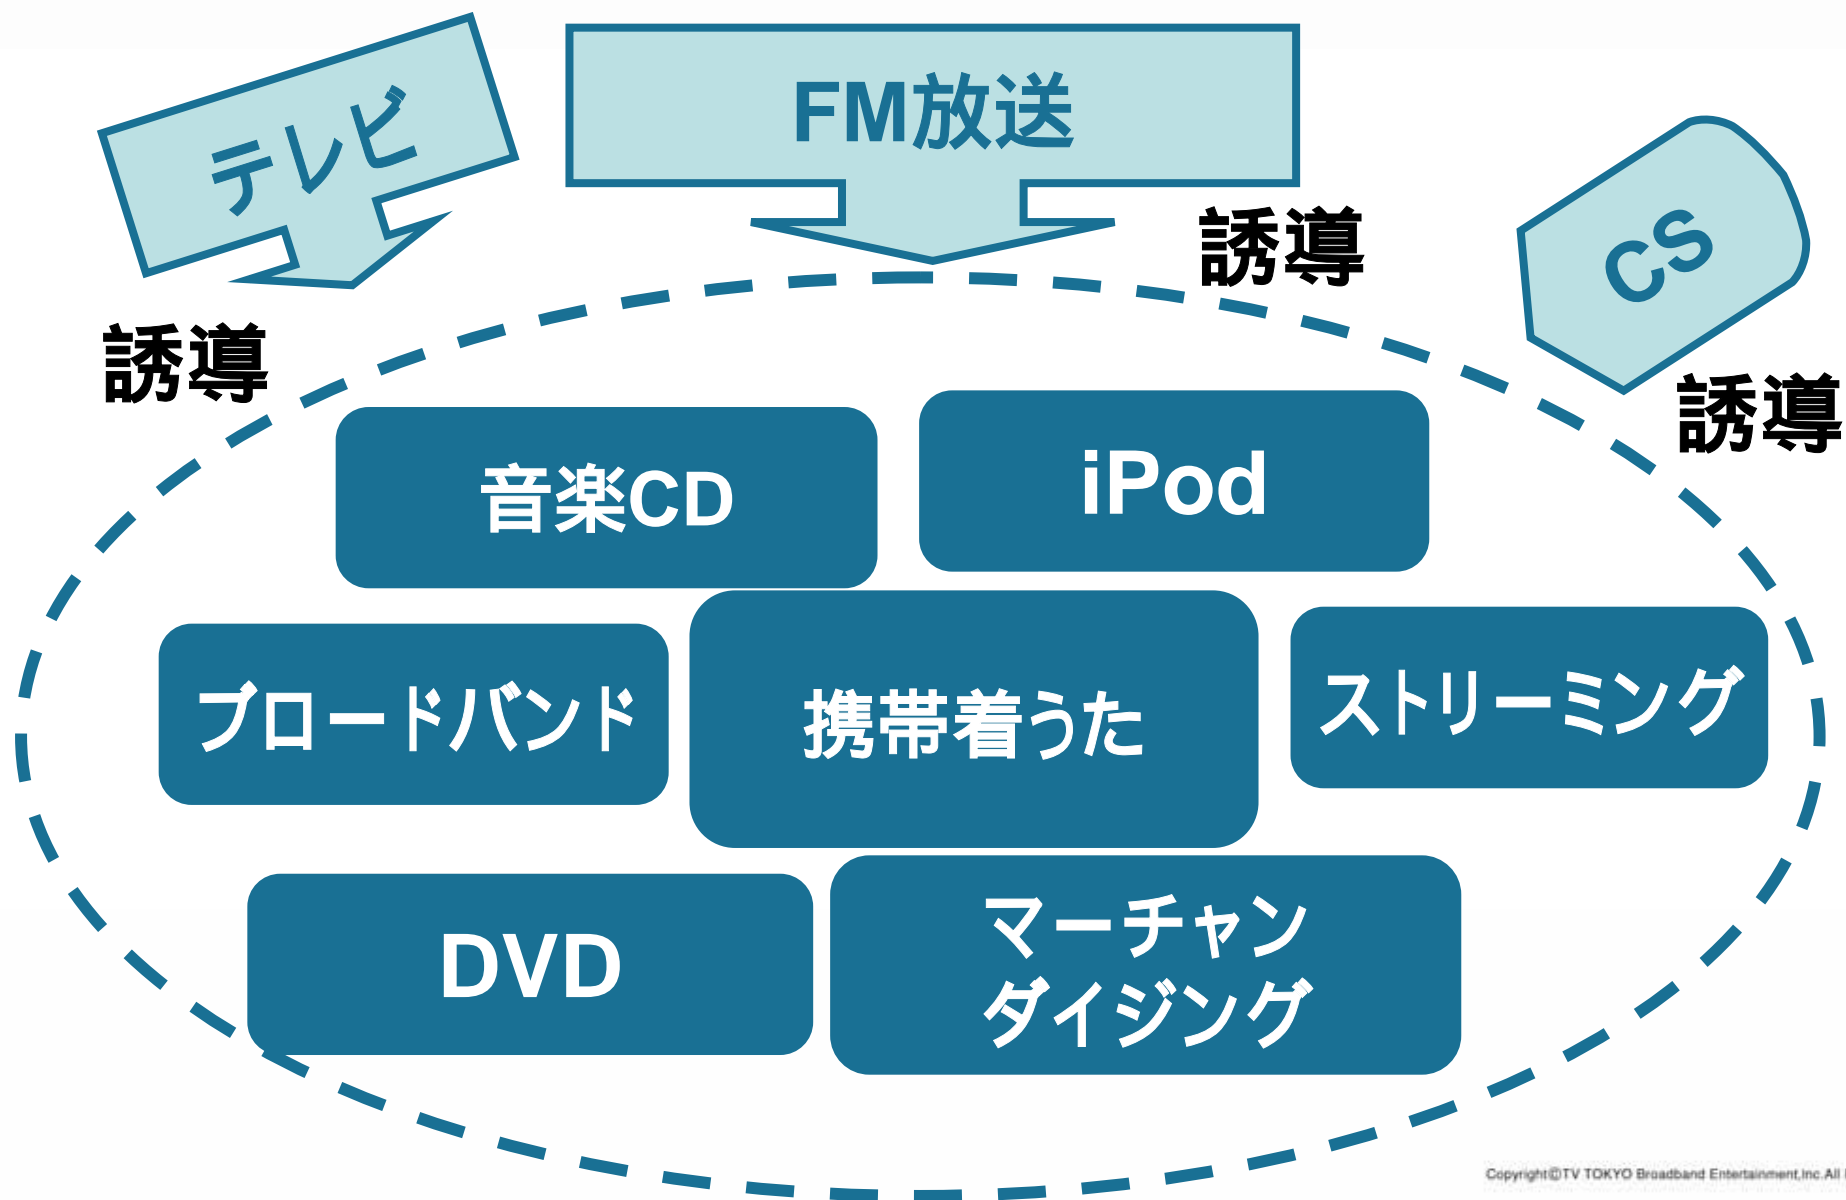 テレビ
FM放送
CS
誘導
誘導
誘導
音楽CD
iPod
ブロードバンド
携帯着うた
ストリーミング
DVD
マーチャン
ダイジング
Copyright©TV TOKYO Broadband Entertainment,Inc.All